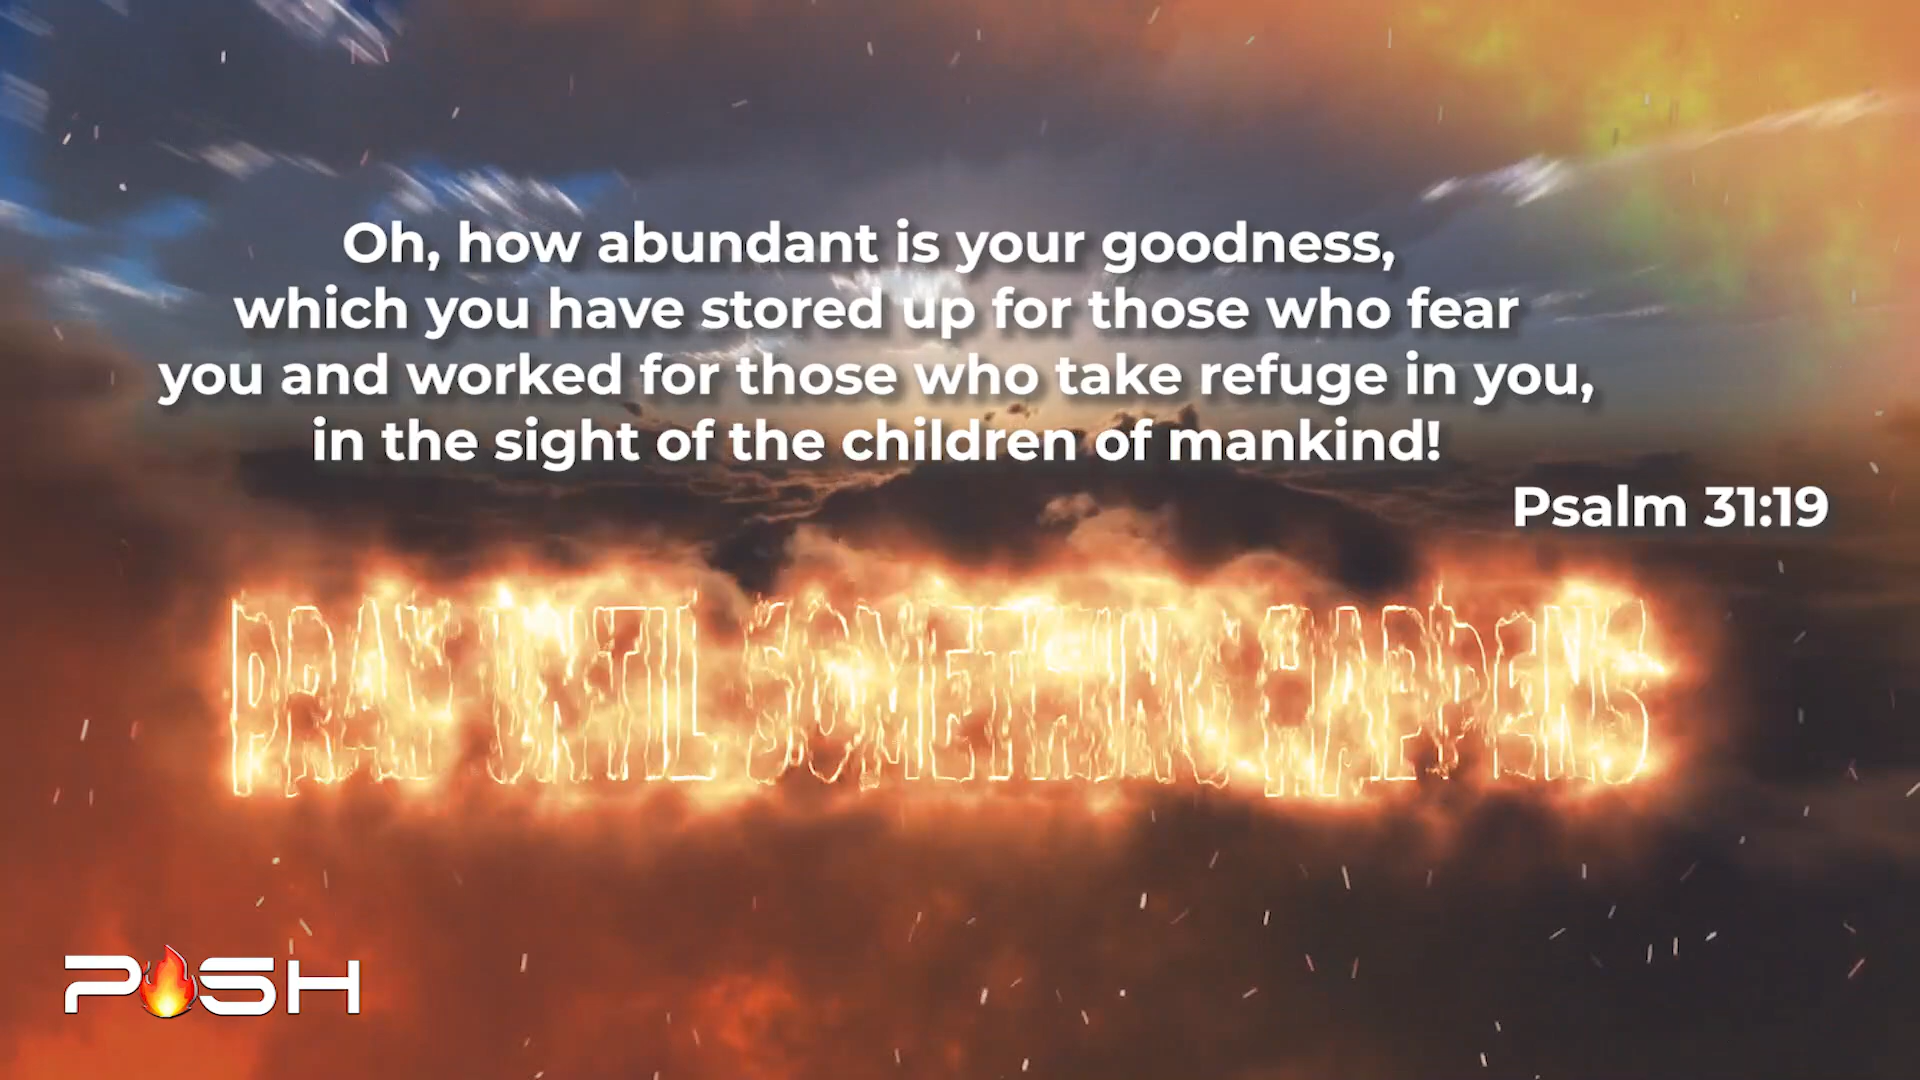 Oh, how abundant is your goodness,
which you have stored up for those who fear
you and worked for those who take refuge in you,
in the sight of the children of mankind!
Psalm 31:19
PRAY UNTIL SOMETHING HAPPENS
PUSH